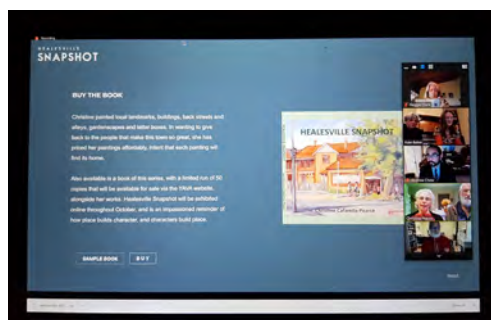 HEALESVILLE
SNAPSHOT
BUY THE BOOK
Christine painted local landmarks, buildings, back streets and
alleys, gardenscapes and letter boxes. In wanting to give
back to the people that make this town so great, she has
priced her paintings affordably, intent that each painting will
find its home.
Also available is a book of this series, with a limited run of 50
copies that will be available for sale via the YAVA website,
alongside her works. Healesville Snapshot will be exhibited
online throughout October, and is an impassioned reminder of
how place builds character, and characters build place.
SAMPLE BOOK
BUY
HEALESVILLE SNAPSHOT
Christine Cafarella Pearce